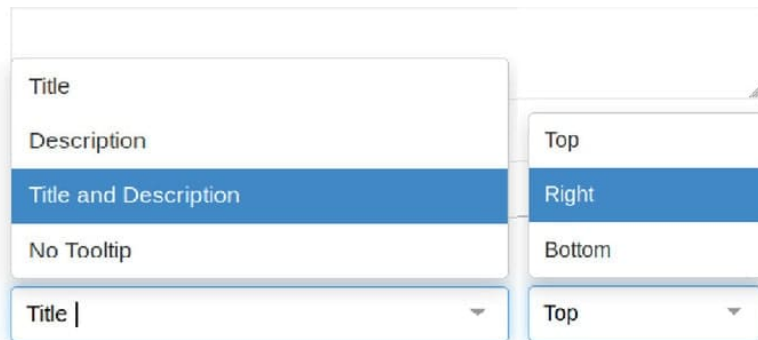 Title
Description
Title and Description
No Tooltip
Title
Top
Right
Bottom
Top